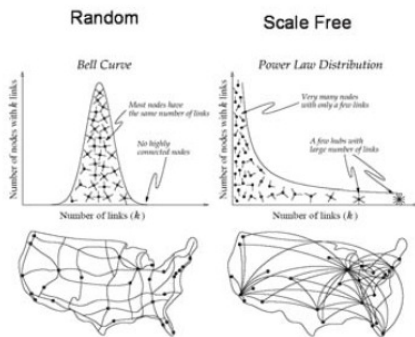 Random
Scale Free
Bell Curve
Power Law Distribution
Number of nodes with k links
Most nodes have
the same number of links
No highly
connected nodes
Number of links (k)
Number of nodes with k links
Very many nodes
with only a few links
A few hubs with
large number of links
Number of links (k)